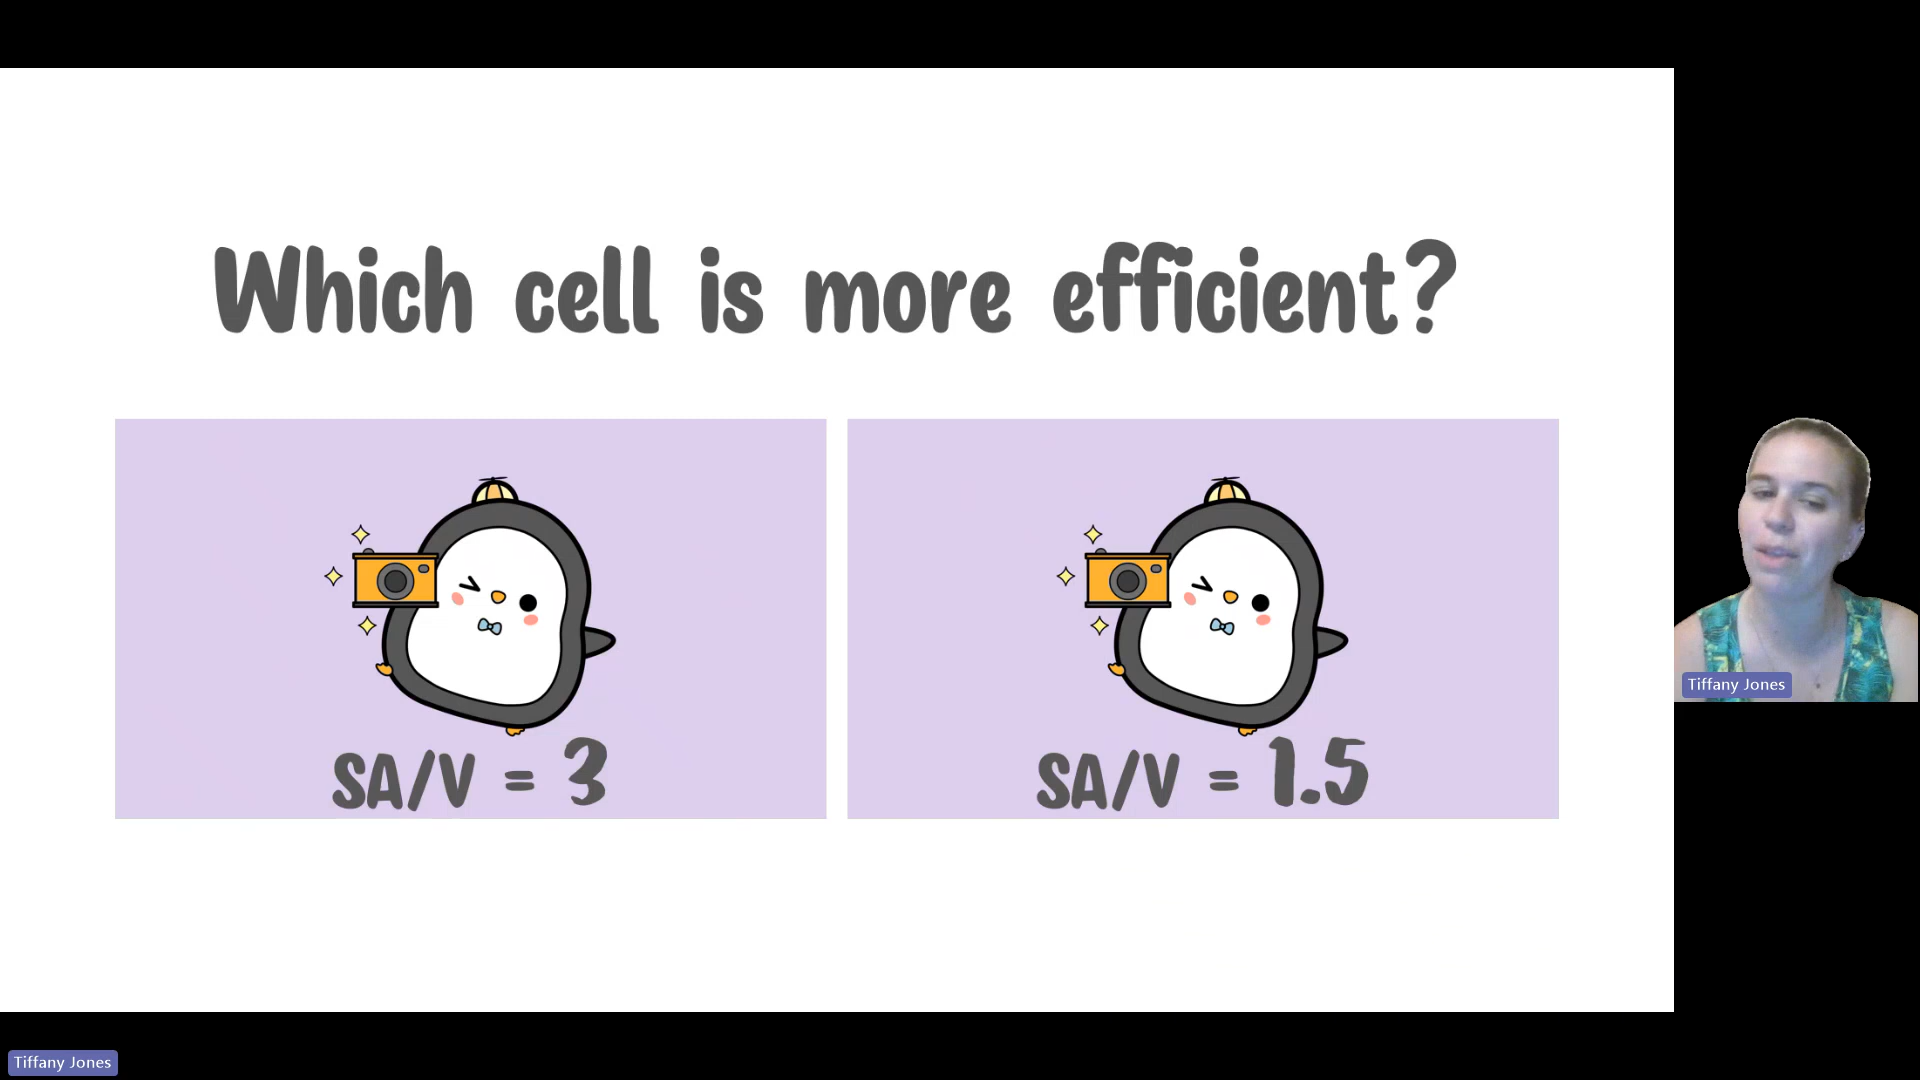 Which cell is more efficient?
SA/V = 3
SA/V = 1.5
Tiffany Jones
Tiffany Jones